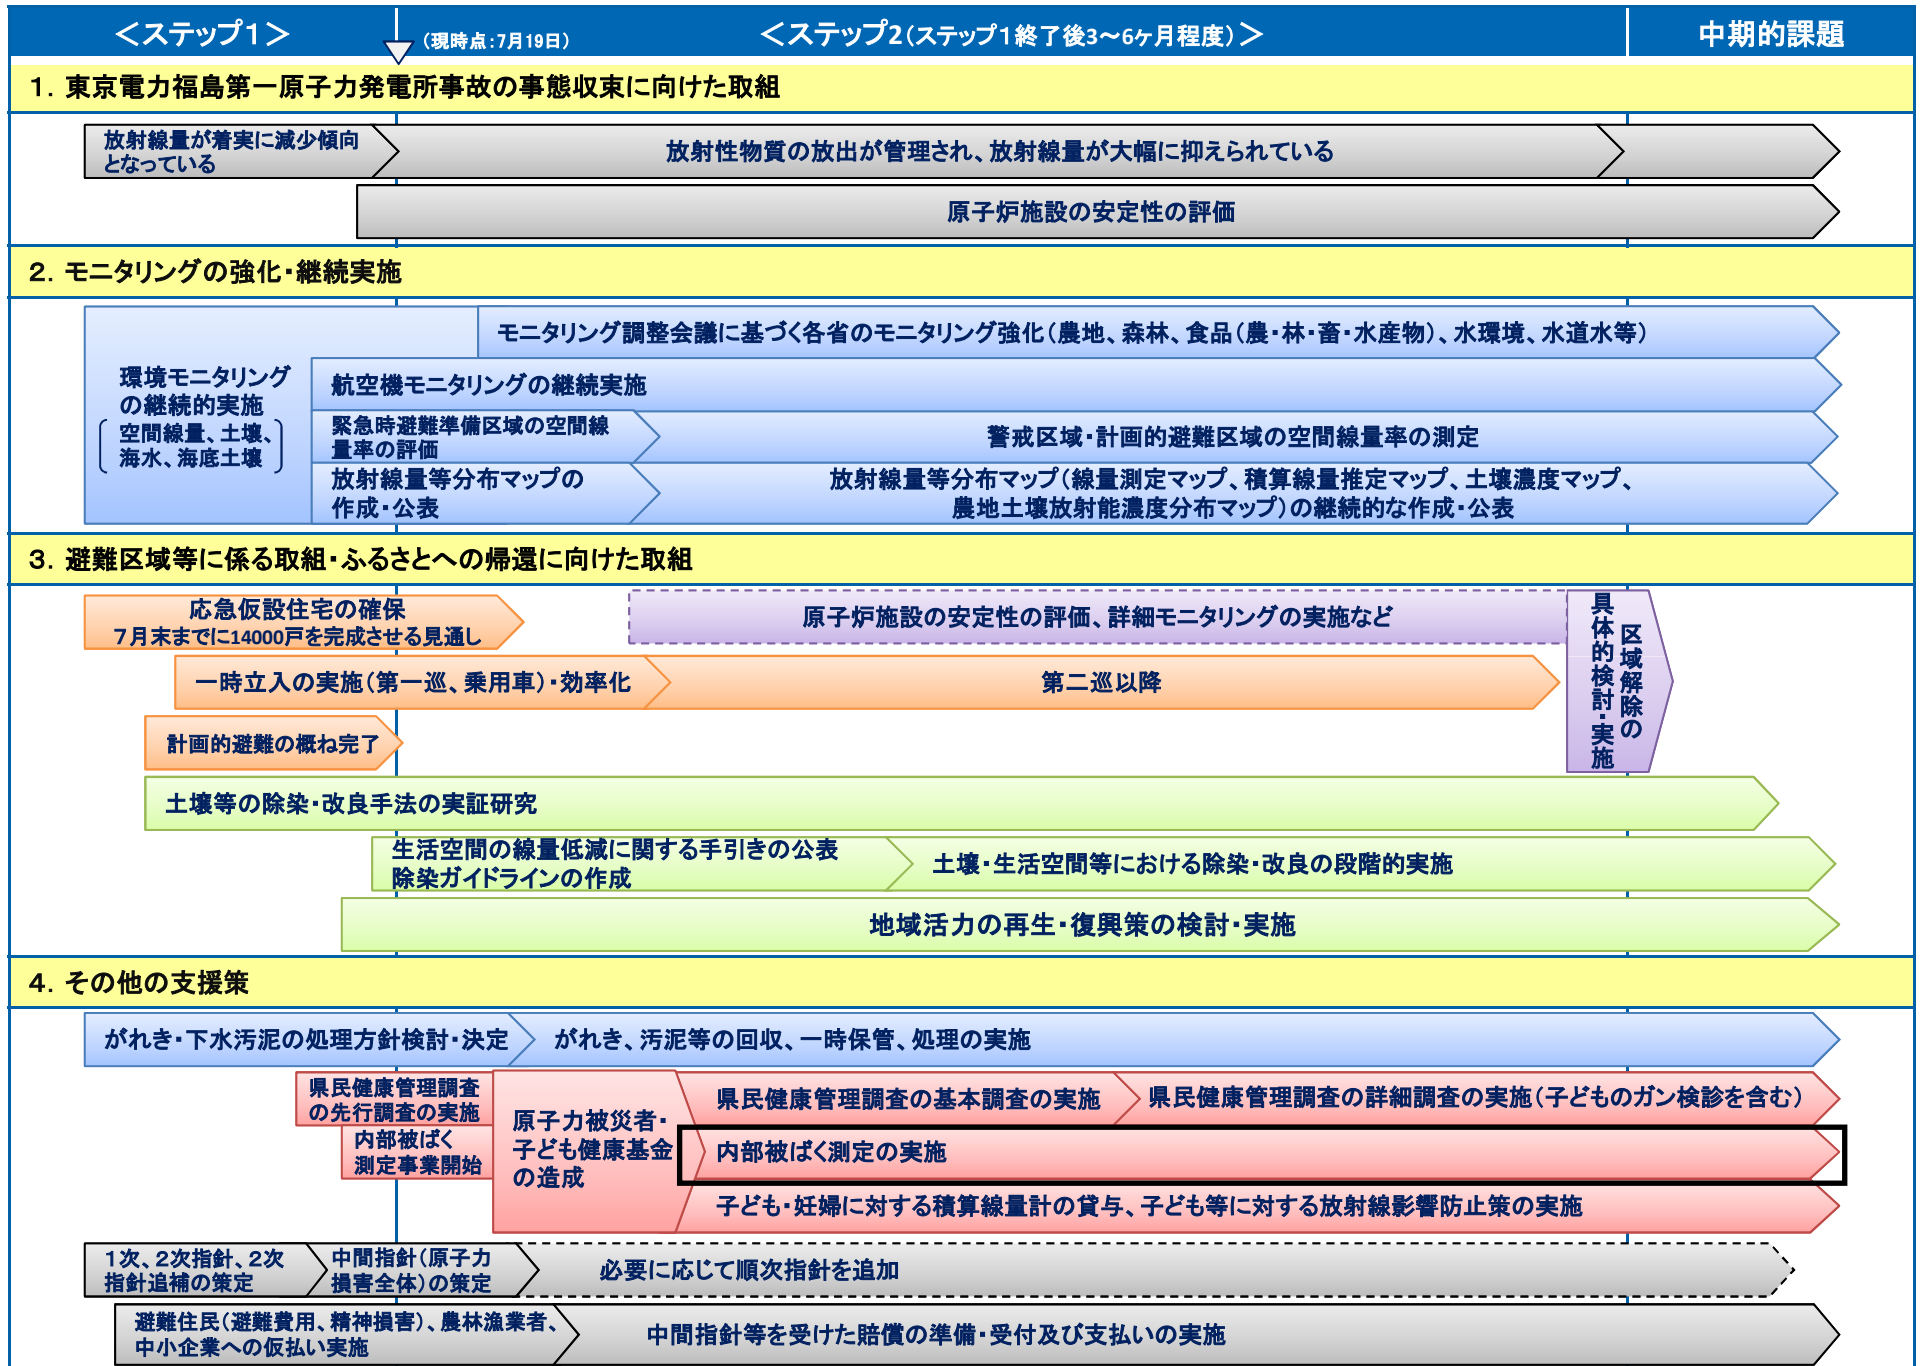 ＜ステップ１＞
（現時点：7月19日）
＜ステップ2（ステップ１終了後3～6ヶ月程度）＞
中期的課題
１．東京電力福島第一原子力発電所事故の事態収束に向けた取組
放射線量が着実に減少傾向
となっている
放射性物質の放出が管理され、放射線量が大幅に抑えられている
原子炉施設の安定性の評価
２．モニタリングの強化・継続実施
モニタリング調整会議に基づく各省のモニタリング強化（農地、森林、食品（農・林・畜・水産物）、水環境、水道水等）
環境モニタリング
の継続的実施
空間線量、土壌、
海水、海底土壌
航空機モニタリングの継続実施
緊急時避難準備区域の空間線
量率の評価
警戒区域・計画的避難区域の空間線量率の測定
放射線量等分布マップの
作成・公表
放射線量等分布マップ（線量測定マップ、積算線量推定マップ、土壌濃度マップ、
農地土壌放射能濃度分布マップ）の継続的な作成・公表
３．避難区域等に係る取組・ふるさとへの帰還に向けた取組
応急仮設住宅の確保
７月末までに14000戸を完成させる見通し
原子炉施設の安定性の評価、詳細モニタリングの実施など
区域解除の
具体的検討・実施
一時立入の実施（第一巡、乗用車）・効率化
第二巡以降
計画的避難の概ね完了
土壌等の除染・改良手法の実証研究
生活空間の線量低減に関する手引きの公表
除染ガイドラインの作成
土壌・生活空間等における除染・改良の段階的実施
地域活力の再生・復興策の検討・実施
４．その他の支援策
がれき・下水汚泥の処理方針検討・決定
がれき、汚泥等の回収、一時保管、処理の実施
県民健康管理調査
の先行調査の実施
内部被ばく
測定事業開始
原子力被災者・
子ども健康基金
の造成
県民健康管理調査の基本調査の実施
県民健康管理調査の詳細調査の実施（子どものガン検診を含む）
内部被ばく測定の実施
子ども・妊婦に対する積算線量計の貸与、子ども等に対する放射線影響防止策の実施
１次、２次指針、２次
指針追補の策定
中間指針（原子力
損害全体）の策定
必要に応じて順次指針を追加
避難住民（避難費用、精神損害）、農林漁業者、
中小企業への仮払い実施
中間指針等を受けた賠償の準備・受付及び支払いの実施